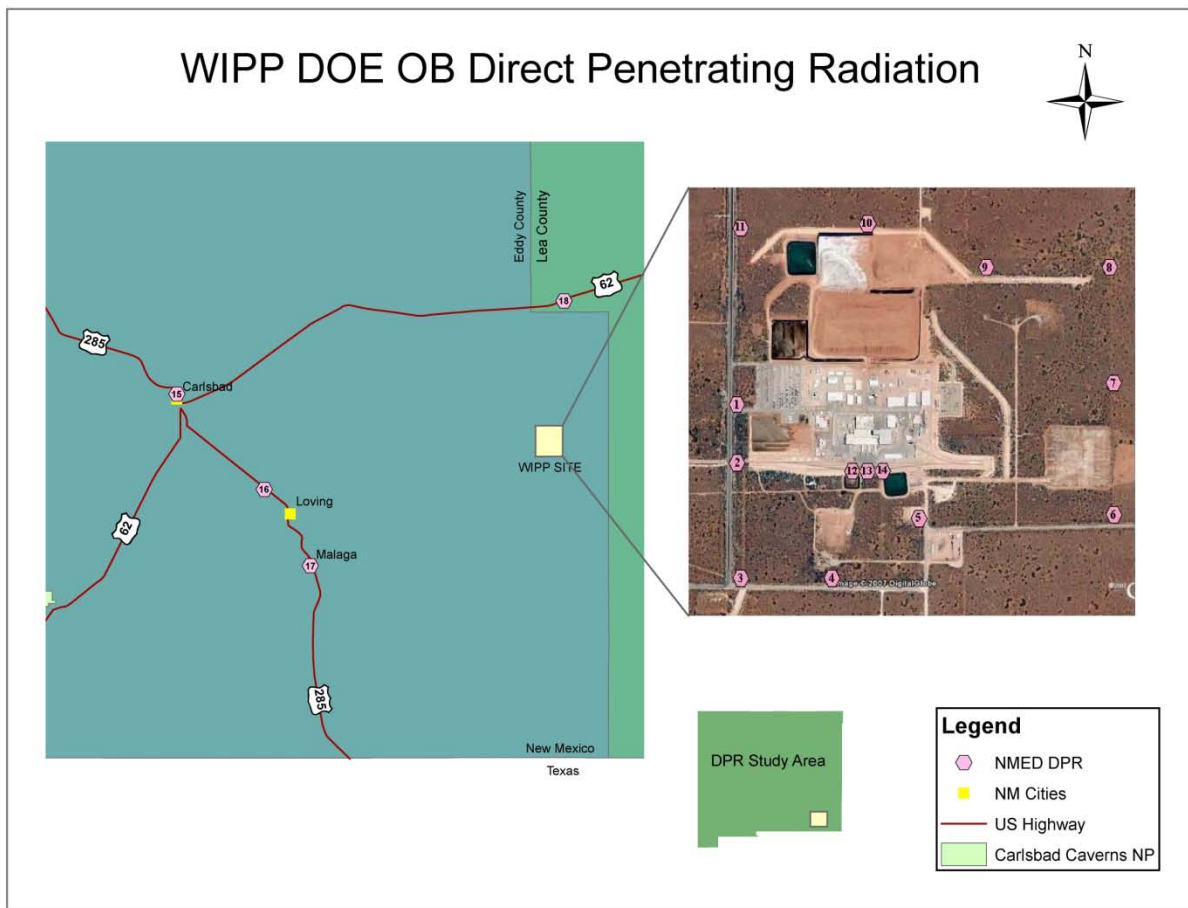 WIPP DOE OB Direct Penetrating Radiation
N
Eddy County
Lea County
62
18
285
Carlsbad
15
WIPP SITE
16
Loving
62
Malaga
17
285
New Mexico
Texas
11
10
9
8
7
1
2
12
13
14
5
6
3
4
Image © 2007 DigitalGlobe
DPR Study Area
Legend
NMED DPR
NM Cities
US Highway
Carlsbad Caverns NP